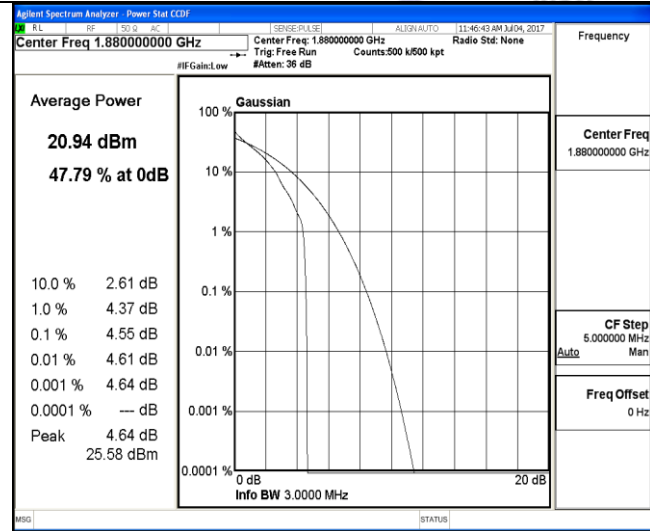 Agilent Spectrum Analyzer - Power Stat CCDF
RL RF 50 Ω AC SENSE:PULSE ALIGN AUTO 11:46:43 AM Jul 04, 2017
Center Freq 1.880000000 GHz
Center Freq: 1.880000000 GHz Radio Std: None
Trig: Free Run Counts:500 k/500 kpt
#IFGain:Low #Atten: 36 dB
Frequency
Average Power
20.94 dBm
47.79 % at 0dB
10.0 % 2.61 dB
1.0 % 4.37 dB
0.1 % 4.55 dB
0.01 % 4.61 dB
0.001 % 4.64 dB
0.0001 % --- dB
Peak 4.64 dB
25.58 dBm
Gaussian
100 %
10 %
1 %
0.1 %
0.01 %
0.001 %
0.0001 %
0 dB 20 dB
Info BW 3.0000 MHz
Center Freq
1.880000000 GHz
CF Step
5.000000 MHz
Auto Man
Freq Offset
0 Hz
MSG STATUS